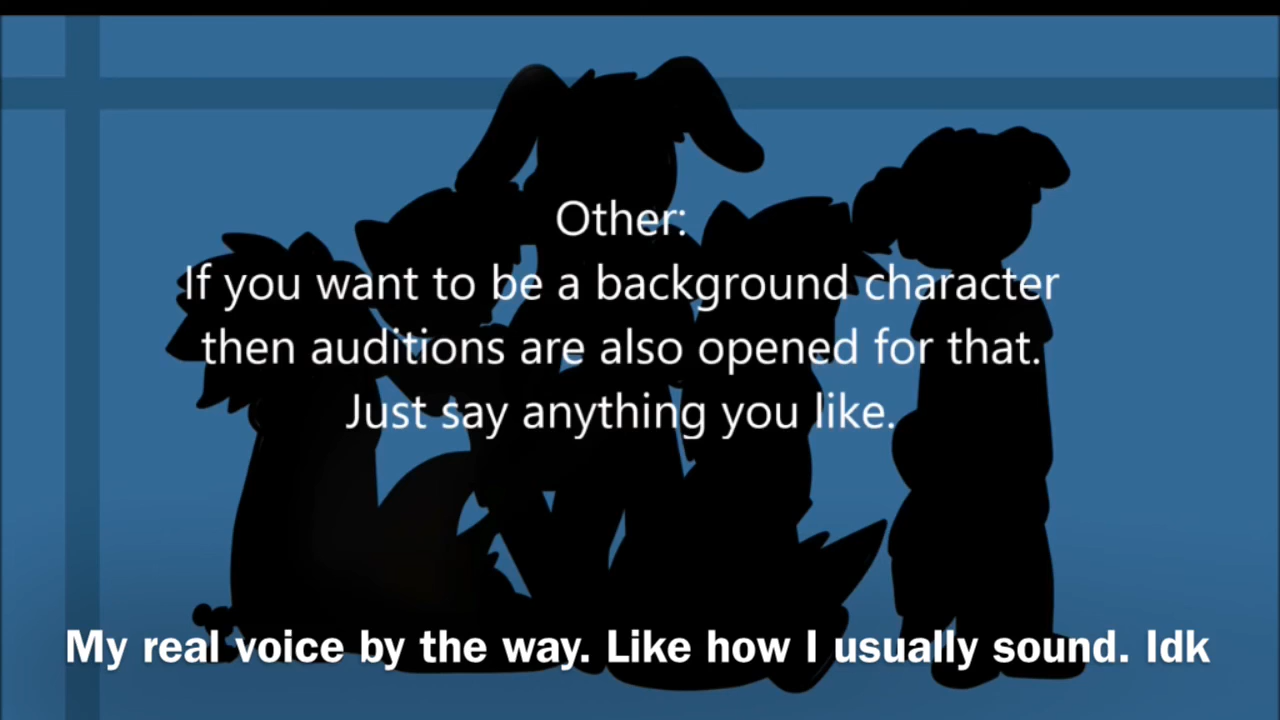 Other:
If you want to be a background character
then auditions are also opened for that.
Just say anything you like.
My real voice by the way. Like how I usually sound. Idk